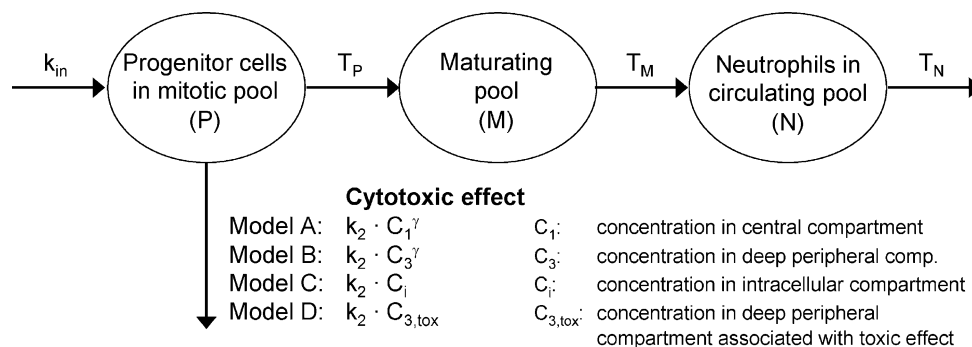 k_in
Progenitor cells
in mitotic pool
(P)
T_P
Maturating
pool
(M)
T_M
Neutrophils in
circulating pool
(N)
T_N
Cytotoxic effect
Model A: k₂ · C₁^γ C₁: concentration in central compartment
Model B: k₂ · C₃^γ C₃: concentration in deep peripheral comp.
Model C: k₂ · C_i C_i: concentration in intracellular compartment
Model D: k₂ · C_3,tox C_3,tox: concentration in deep peripheral
compartment associated with toxic effect